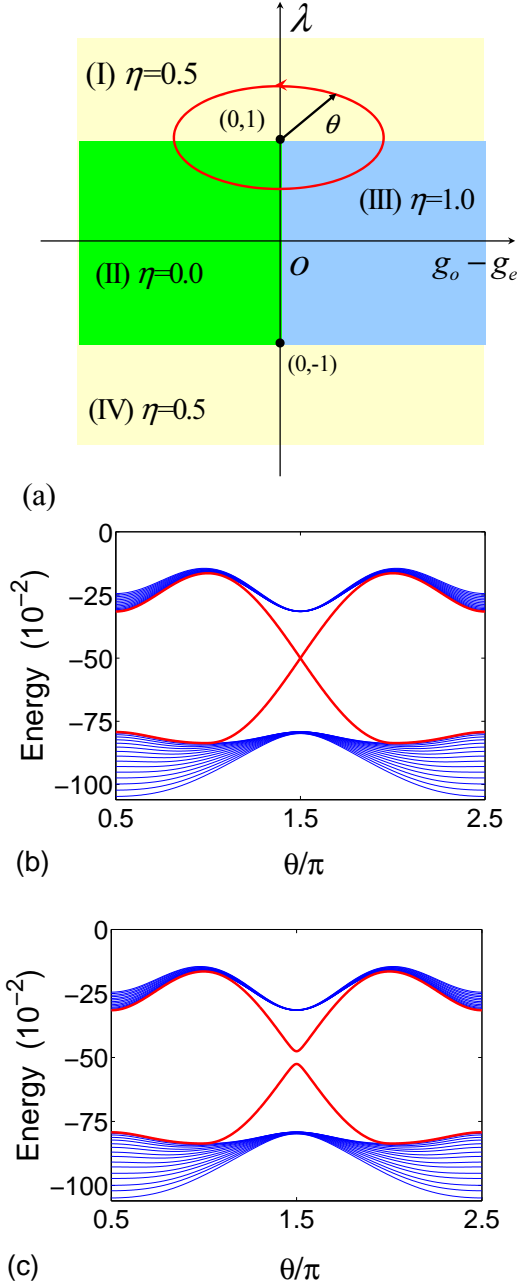 λ
(I) η=0.5
(0,1)
θ
(III) η=1.0
(II) η=0.0
o
g_o − g_e
(0,-1)
(IV) η=0.5
(a)
0
−25
−50
−75
−100
Energy (10⁻²)
0.5
1.5
2.5
θ/π
(b)
0
−25
−50
−75
−100
Energy (10⁻²)
0.5
1.5
2.5
θ/π
(c)